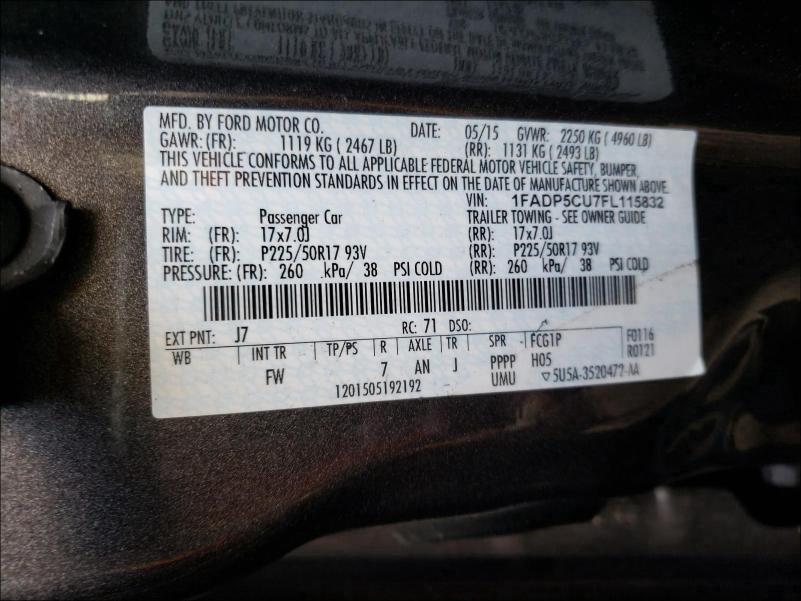 MFD. BY FORD MOTOR CO. DATE: 05/15 GVWR: 2250 KG ( 4960 LB)
GAWR: (FR): 1119 KG ( 2467 LB) (RR): 1131 KG ( 2493 LB)
THIS VEHICLE CONFORMS TO ALL APPLICABLE FEDERAL MOTOR VEHICLE SAFETY, BUMPER,
AND THEFT PREVENTION STANDARDS IN EFFECT ON THE DATE OF MANUFACTURE SHOWN ABOVE.
VIN: 1FADP5CU7FL115832
TYPE: Passenger Car TRAILER TOWING - SEE OWNER GUIDE
RIM: (FR): 17x7.0J (RR): 17x7.0J
TIRE: (FR): P225/50R17 93V (RR): P225/50R17 93V
PRESSURE: (FR): 260 kPa/ 38 PSI COLD (RR): 260 kPa/ 38 PSI COLD
EXT PNT: J7 RC: 71 DSO: FCG1P F0116
WB INT TR TP/PS R AXLE TR SPR H05 R0121
FW 7 AN J PPPP
UMU ▽5U5A-3520472-AA
1201505192192